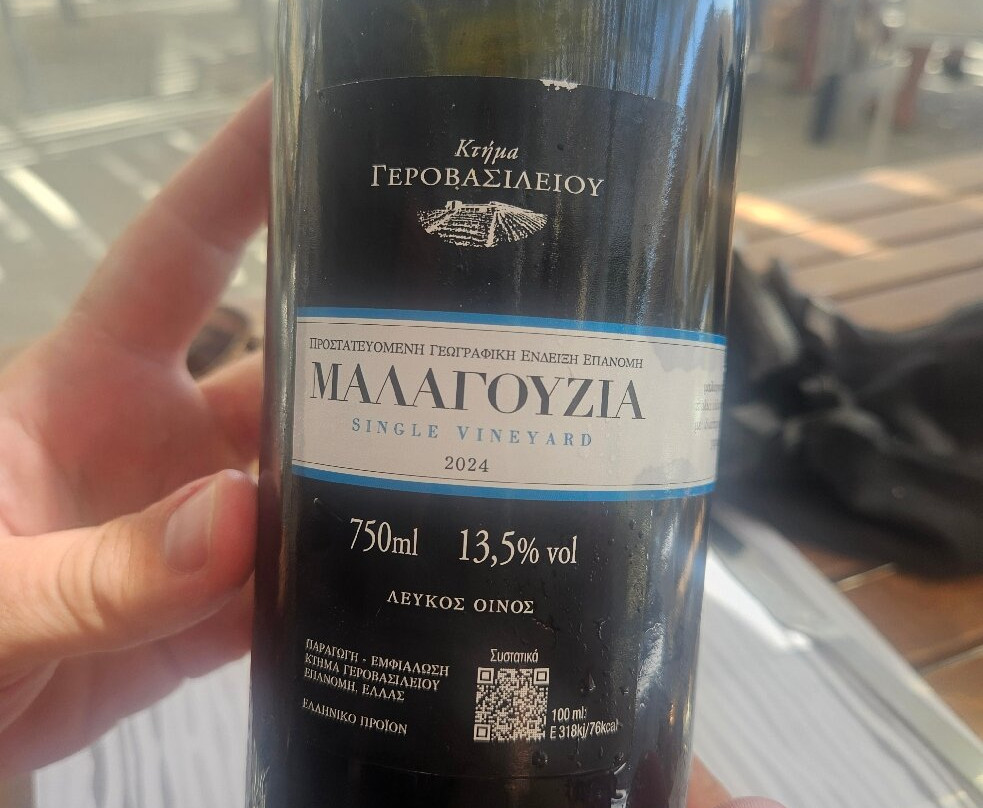 Κτήμα
ΓΕΡΟΒΑΣΙΛΕΙΟΥ
ΠΡΟΣΤΑΤΕΥΟΜΕΝΗ ΓΕΩΓΡΑΦΙΚΗ ΕΝΔΕΙΞΗ ΕΠΑΝΟΜΗ
ΜΑΛΑΓΟΥΖΙΑ
SINGLE VINEYARD
2024
750ml 13,5% vol
ΛΕΥΚΟΣ ΟΙΝΟΣ
ΠΑΡΑΓΩΓΗ - ΕΜΦΙΑΛΩΣΗ
ΚΤΗΜΑ ΓΕΡΟΒΑΣΙΛΕΙΟΥ
ΕΠΑΝΟΜΗ, ΕΛΛΑΣ
ΕΛΛΗΝΙΚΟ ΠΡΟΪΟΝ
Συστατικά
100 ml:
E 318kj/76kcal